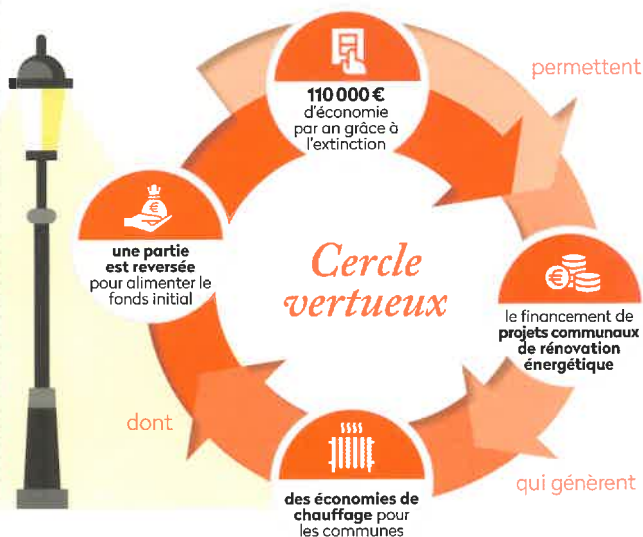 110 000 €
d'économie
par an grâce à
l'extinction
permettent
le financement de
projets communaux
de rénovation
énergétique
qui génèrent
des économies de
chauffage pour
les communes
dont
une partie
est reversée
pour alimenter le
fonds initial
Cercle
vertueux